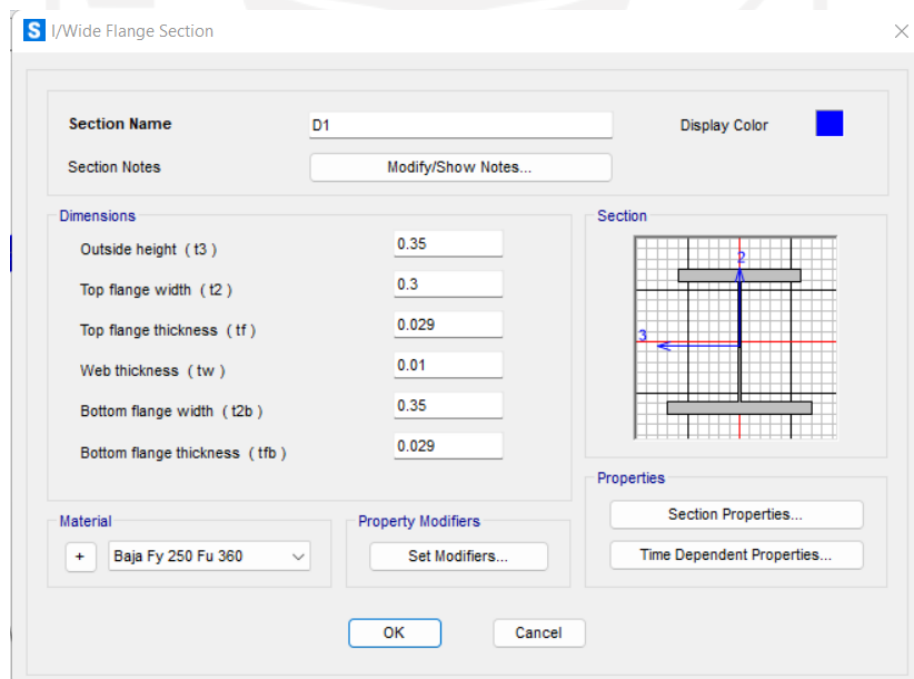 S I/Wide Flange Section
Section Name D1 Display Color
Section Notes Modify/Show Notes...
Dimensions
Outside height ( t3 ) 0.35
Top flange width ( t2 ) 0.3
Top flange thickness ( tf ) 0.029
Web thickness ( tw ) 0.01
Bottom flange width ( t2b ) 0.35
Bottom flange thickness ( tfb ) 0.029
Section
2
3
Material
+ Baja Fy 250 Fu 360
Property Modifiers
Set Modifiers...
Properties
Section Properties...
Time Dependent Properties...
OK Cancel